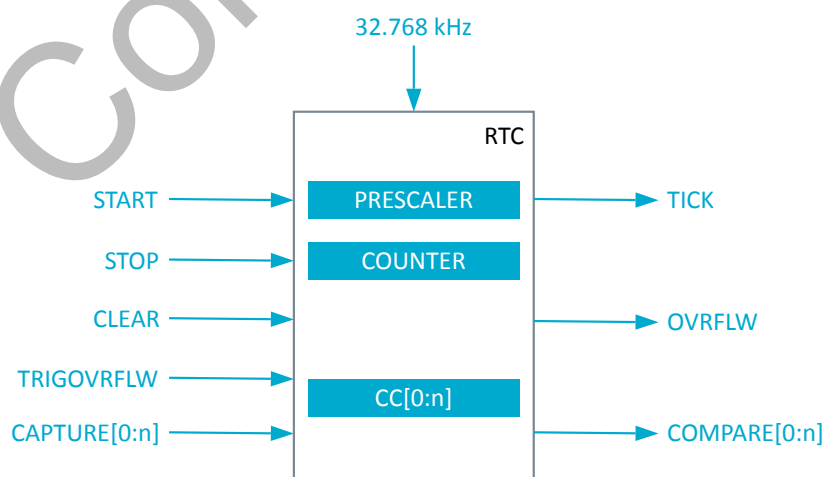 32.768 kHz
RTC
START
PRESCALER
TICK
STOP
COUNTER
CLEAR
OVRFLW
TRIGOVRFLW
CC[0:n]
CAPTURE[0:n]
COMPARE[0:n]